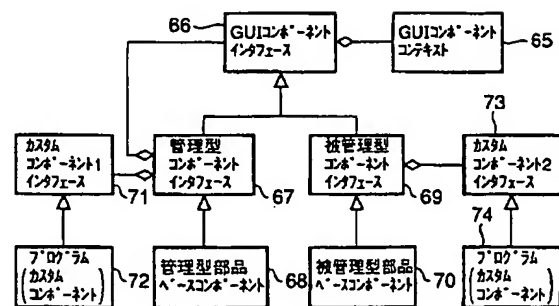 66
GUIコンポーネント
インタフェース
GUIコンポーネント
コンテキスト
65
73
カスタム
コンポーネント1
インタフェース
71
管理型
コンポーネント
インタフェース
67
被管理型
コンポーネント
インタフェース
69
カスタム
コンポーネント2
インタフェース
74
プログラム
(カスタム
コンポーネント)
72
管理型部品
ベースコンポーネント
68
被管理型部品
ベースコンポーネント
70
プログラム
(カスタム
コンポーネント)